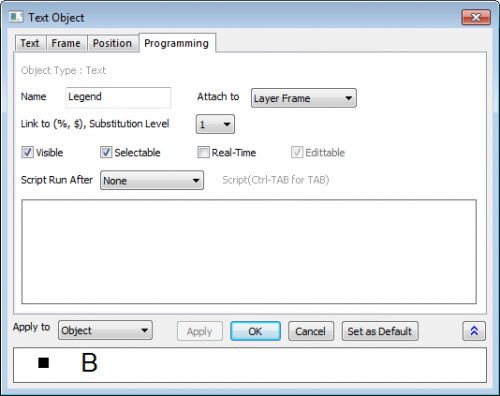 Text Object
Text Frame Position Programming
Object Type : Text
Name Legend Attach to Layer Frame
Link to (%, $), Substitution Level 1
Visible Selectable Real-Time Edittable
Script Run After None Script(Ctrl-TAB for TAB)
Apply to Object Apply OK Cancel Set as Default
B